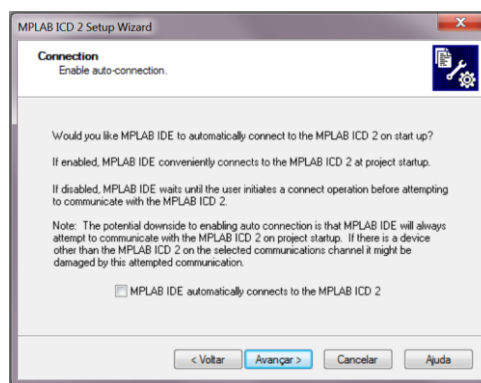 MPLAB ICD 2 Setup Wizard
Connection
Enable auto-connection.
Would you like MPLAB IDE to automatically connect to the MPLAB ICD 2 on start up?
If enabled, MPLAB IDE conveniently connects to the MPLAB ICD 2 at project startup.
If disabled, MPLAB IDE waits until the user initiates a connect operation before attempting
to communicate with the MPLAB ICD 2.
Note: The potential downside to enabling auto connection is that MPLAB IDE will always
attempt to communicate with the MPLAB ICD 2 on project startup. If there is a device
other than the MPLAB ICD 2 on the selected communications channel it might be
damaged by this attempted communication.
MPLAB IDE automatically connects to the MPLAB ICD 2
< Voltar
Avançar >
Cancelar
Ajuda